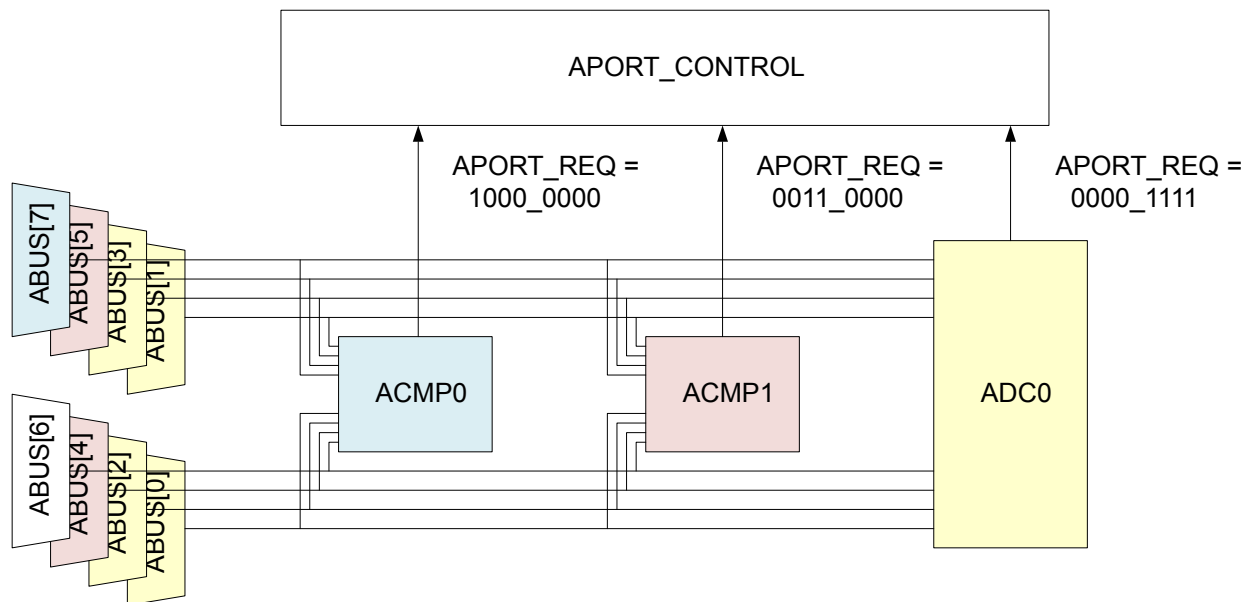 APORT_CONTROL
APORT_REQ =
1000_0000
APORT_REQ =
0011_0000
APORT_REQ =
0000_1111
ABUS[7]
ABUS[5]
ABUS[3]
ABUS[1]
ACMP0
ACMP1
ADC0
ABUS[6]
ABUS[4]
ABUS[2]
ABUS[0]